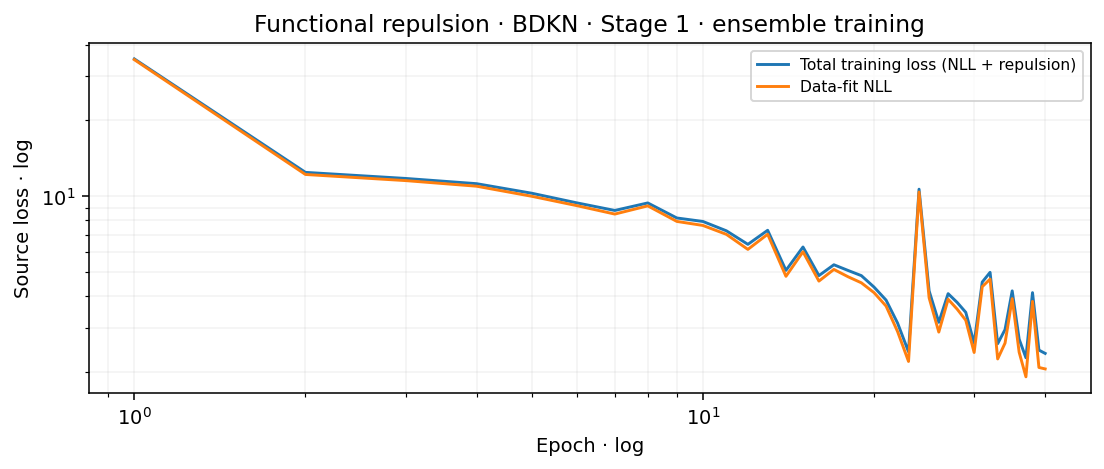 Functional repulsion · BDKN · Stage 1 · ensemble training
Total training loss (NLL + repulsion)
Data-fit NLL
Source loss · log
10¹
10⁰
10¹
Epoch · log